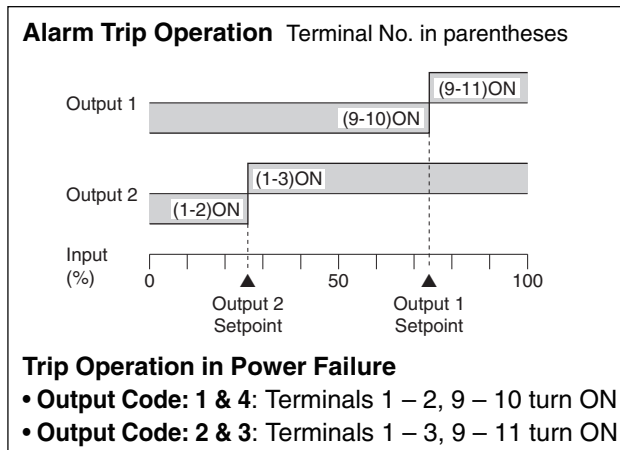 Alarm Trip Operation Terminal No. in parentheses
(9-11)ON
Output 1
(9-10)ON
(1-3)ON
Output 2
(1-2)ON
Input
(%)
0 50 100
Output 2 Output 1
Setpoint Setpoint
Trip Operation in Power Failure
• Output Code: 1 & 4: Terminals 1 – 2, 9 – 10 turn ON
• Output Code: 2 & 3: Terminals 1 – 3, 9 – 11 turn ON